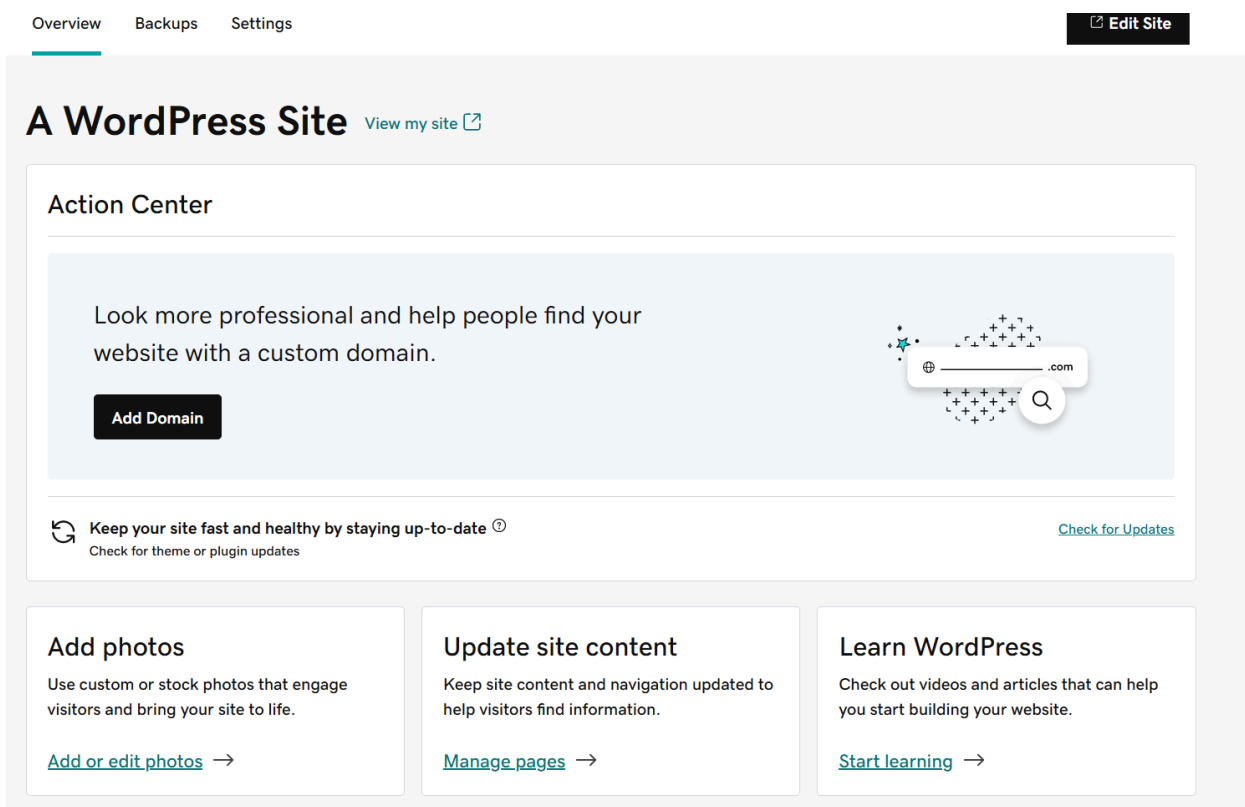 Overview Backups Settings Edit Site
A WordPress Site View my site
Action Center
Look more professional and help people find your
website with a custom domain.
.com
Add Domain
Keep your site fast and healthy by staying up-to-date ?
Check for Updates
Check for theme or plugin updates
Add photos
Use custom or stock photos that engage
visitors and bring your site to life.
Add or edit photos →
Update site content
Keep site content and navigation updated to
help visitors find information.
Manage pages →
Learn WordPress
Check out videos and articles that can help
you start building your website.
Start learning →